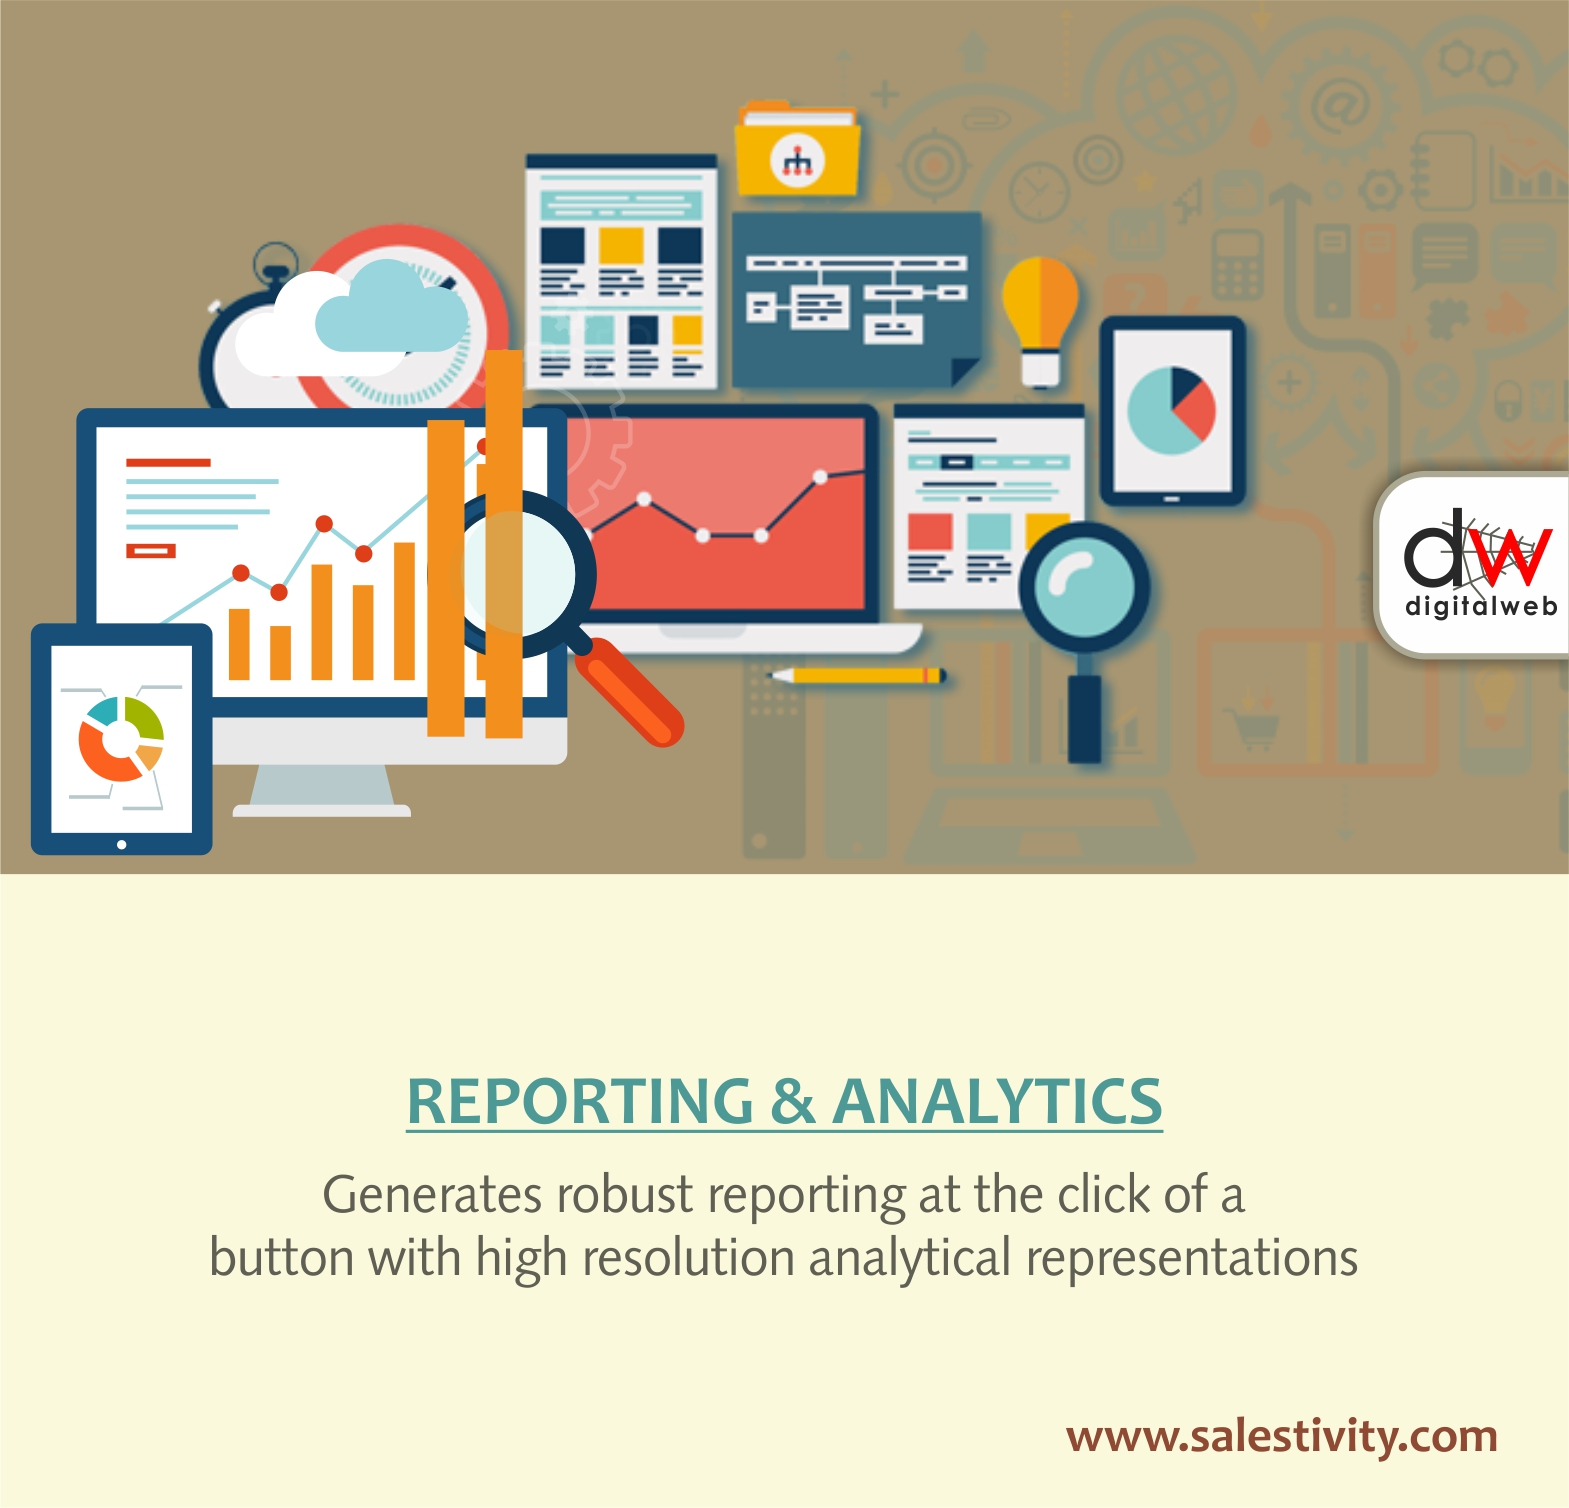 dw
digitalweb
REPORTING & ANALYTICS
Generates robust reporting at the click of a
button with high resolution analytical representations
www.salestivity.com